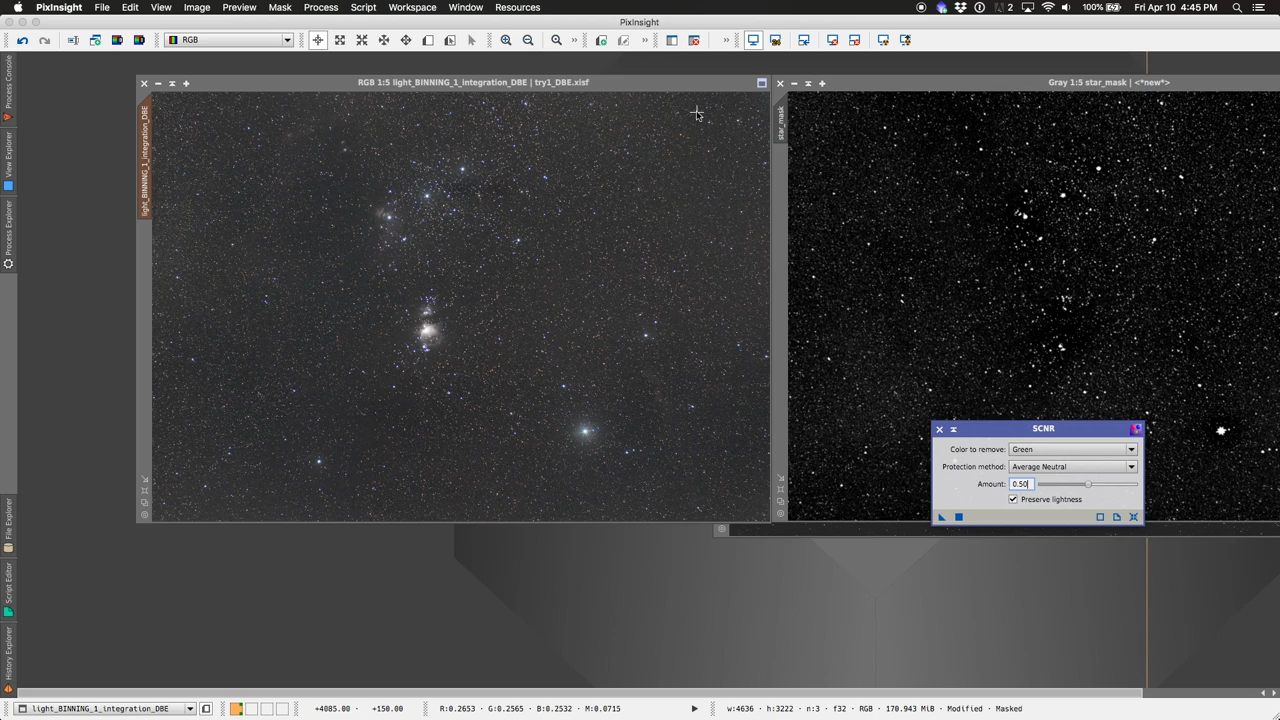 PixInsight File Edit View Image Preview Mask Process Script Workspace Window Resources 2 100% Fri Apr 10 4:45 PM
PixInsight
RGB
Process Console
View Explorer
Process Explorer
File Explorer
Script Editor
History Explorer
RGB 1:5 light_BINNING_1_integration_DBE | try1_DBE.xisf
light_BINNING_1_integration_DBE
Gray 1:5 star_mask | <*new*>
star_mask
SCNR
Color to remove: Green
Protection method: Average Neutral
Amount: 0.50
Preserve lightness
light_BINNING_1_integration_DBE +4085.00 +150.00 R:0.2653 G:0.2565 B:0.2532 M:0.0715 w:4636 h:3222 n:3 f32 RGB 170.943 MiB Modified Masked